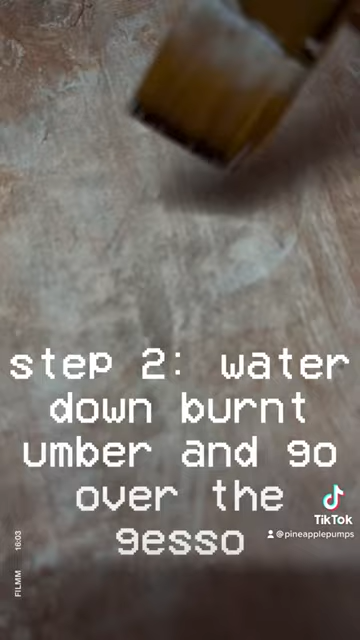 step 2: water
down burnt
umber and go
over the
gesso
TikTok
@pineapplepumps
FILMM 16:03